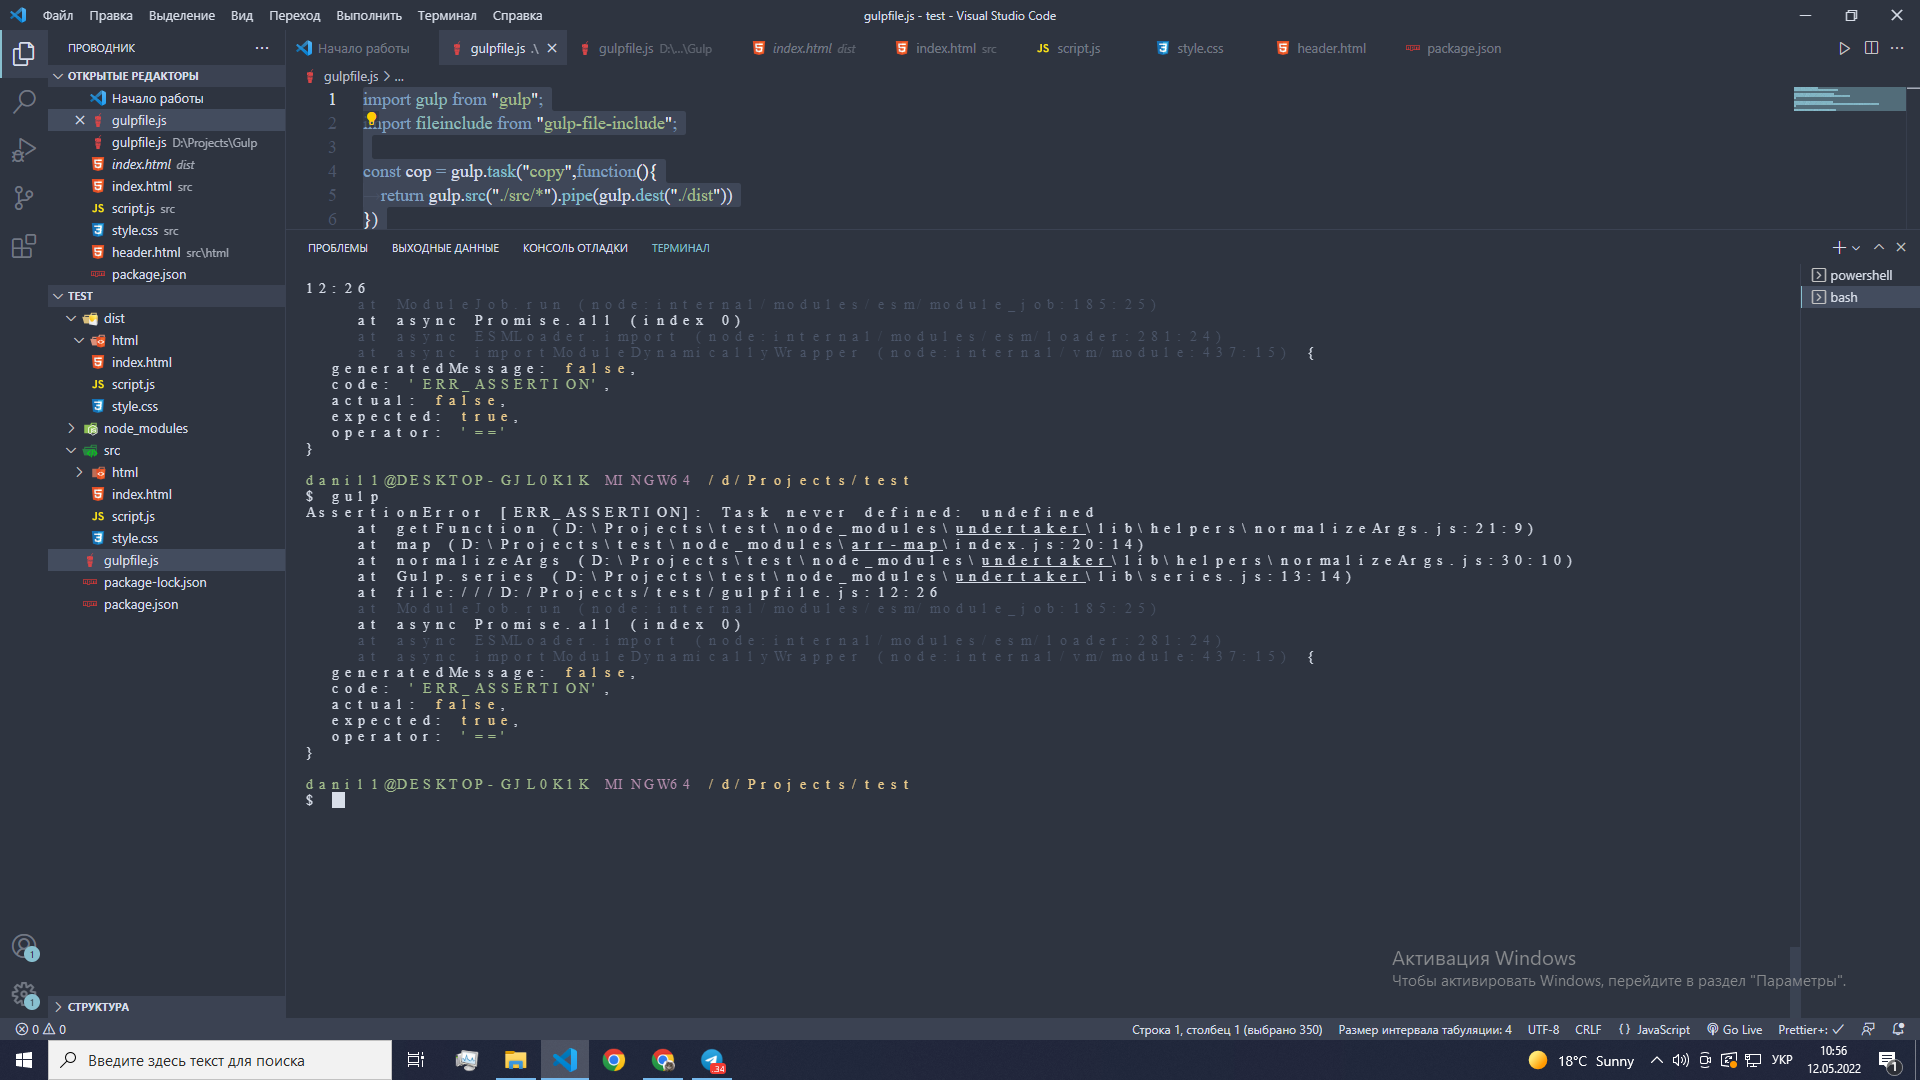 Файл Правка Выделение Вид Переход Выполнить Терминал Справка
gulpfile.js - test - Visual Studio Code
ПРОВОДНИК
Начало работы
gulpfile.js .\
gulpfile.js D:\...\Gulp
index.html dist
index.html src
script.js
style.css
header.html
package.json
ОТКРЫТЫЕ РЕДАКТОРЫ
Начало работы
gulpfile.js
gulpfile.js D:\Projects\Gulp
index.html dist
index.html src
script.js src
style.css src
header.html src\html
package.json
TEST
dist
html
index.html
script.js
style.css
node_modules
src
html
index.html
script.js
style.css
gulpfile.js
package-lock.json
package.json
СТРУКТУРА
gulpfile.js > ...
1 import gulp from "gulp";
2 import fileinclude from "gulp-file-include";
3
4 const cop = gulp.task("copy",function(){
5 return gulp.src("./src/*").pipe(gulp.dest("./dist"))
6 })
ПРОБЛЕМЫ ВЫХОДНЫЕ ДАННЫЕ КОНСОЛЬ ОТЛАДКИ ТЕРМИНАЛ
powershell
bash
12:26
at ModuleJob.run (node:internal/modules/esm/module_job:185:25)
at async Promise.all (index 0)
at async ESMLoader.import (node:internal/modules/esm/loader:281:24)
at async importModuleDynamicallyWrapper (node:internal/vm/module:437:15) {
generatedMessage: false,
code: 'ERR_ASSERTION',
actual: false,
expected: true,
operator: '=='
}
danil1@DESKTOP-GJL0K1K MINGW64 /d/Projects/test
$ gulp
AssertionError [ERR_ASSERTION]: Task never defined: undefined
at getFunction (D:\Projects\test\node_modules\undertaker\lib\helpers\normalizeArgs.js:21:9)
at map (D:\Projects\test\node_modules\arr-map\index.js:20:14)
at normalizeArgs (D:\Projects\test\node_modules\undertaker\lib\helpers\normalizeArgs.js:30:10)
at Gulp.series (D:\Projects\test\node_modules\undertaker\lib\series.js:13:14)
at file:///D:/Projects/test/gulpfile.js:12:26
at ModuleJob.run (node:internal/modules/esm/module_job:185:25)
at async Promise.all (index 0)
at async ESMLoader.import (node:internal/modules/esm/loader:281:24)
at async importModuleDynamicallyWrapper (node:internal/vm/module:437:15) {
generatedMessage: false,
code: 'ERR_ASSERTION',
actual: false,
expected: true,
operator: '=='
}
danil1@DESKTOP-GJL0K1K MINGW64 /d/Projects/test
$
Активация Windows
Чтобы активировать Windows, перейдите в раздел "Параметры".
0 0
Строка 1, столбец 1 (выбрано 350) Размер интервала табуляции: 4 UTF-8 CRLF {} JavaScript Go Live Prettier+: ✓
Введите здесь текст для поиска
18°C Sunny
УКР
10:56
12.05.2022